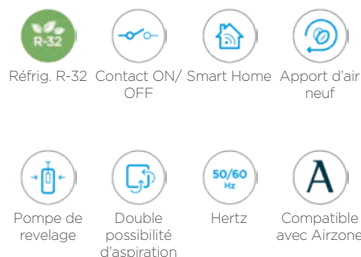 R-32
Réfrig. R-32 Contact ON/ Smart Home Apport d'air
OFF neuf
50/60
Hz
A
Pompe de Double Hertz Compatible
revelage possibilité avec Airzone
d'aspiration